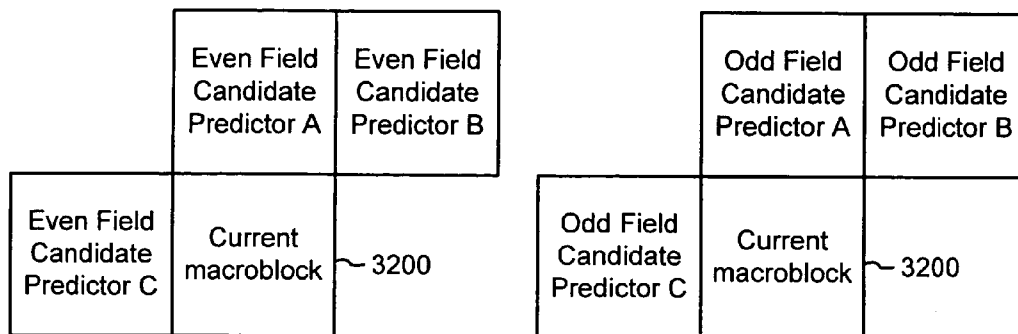 Even Field
Candidate
Predictor A
Even Field
Candidate
Predictor B
Even Field
Candidate
Predictor C
Current
macroblock
3200
Odd Field
Candidate
Predictor A
Odd Field
Candidate
Predictor B
Odd Field
Candidate
Predictor C
Current
macroblock
3200